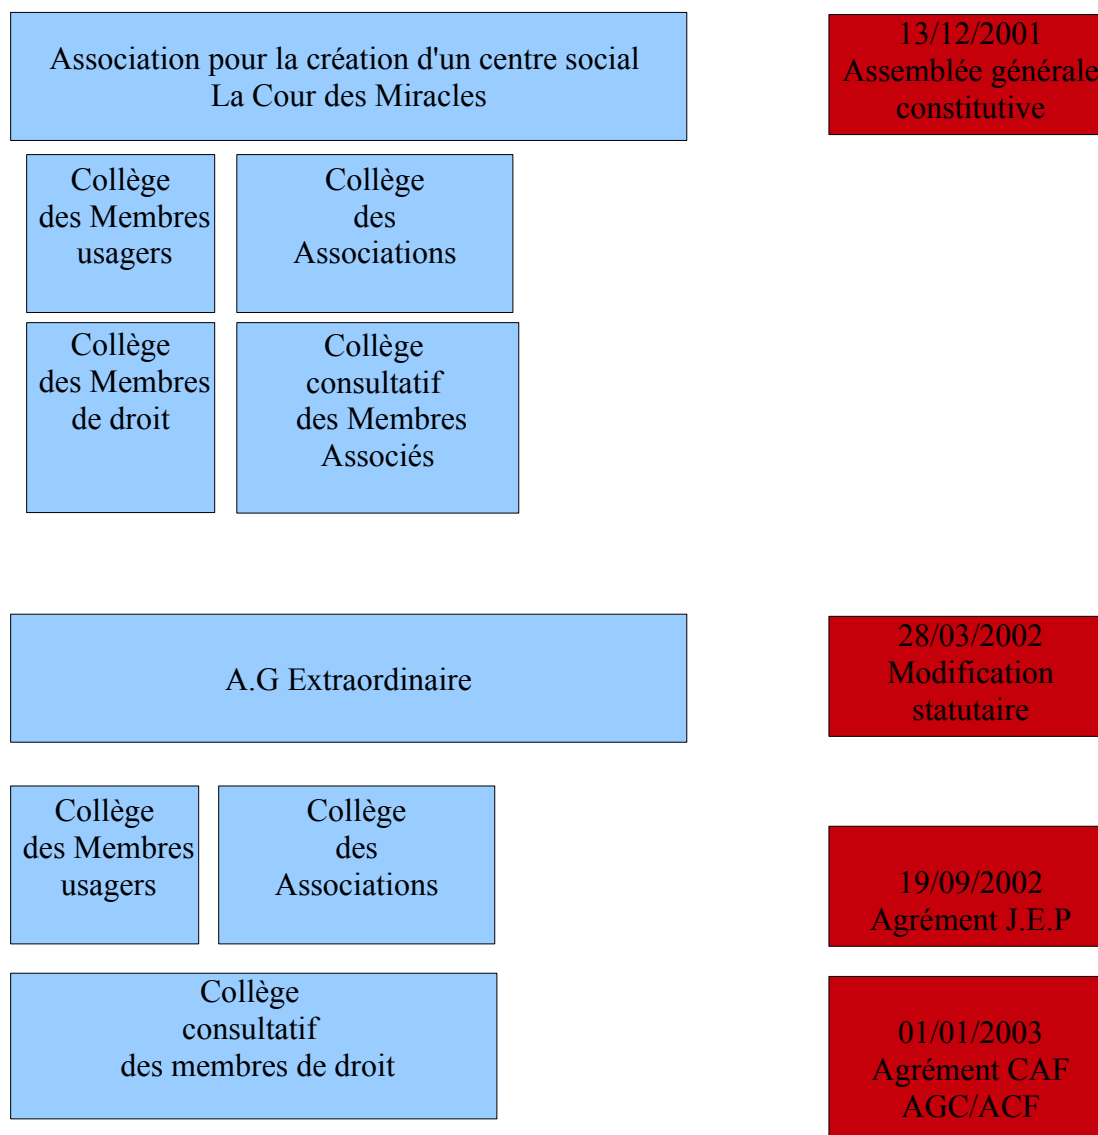 Association pour la création d'un centre social
La Cour des Miracles
13/12/2001
Assemblée générale
constitutive
Collège
des Membres
usagers
Collège
des
Associations
Collège
des Membres
de droit
Collège
consultatif
des Membres
Associés
A.G Extraordinaire
28/03/2002
Modification
statutaire
Collège
des Membres
usagers
Collège
des
Associations
19/09/2002
Agrément J.E.P
Collège
consultatif
des membres de droit
01/01/2003
Agrément CAF
AGC/ACF